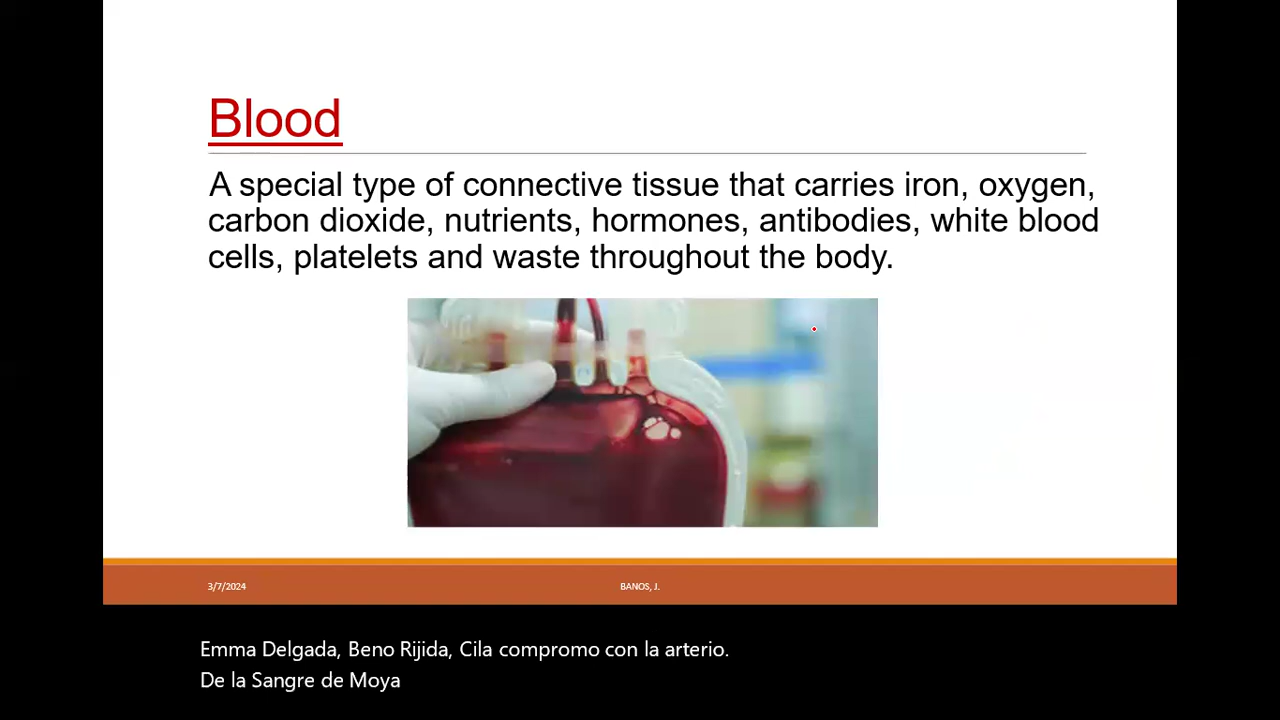 Blood
A special type of connective tissue that carries iron, oxygen,
carbon dioxide, nutrients, hormones, antibodies, white blood
cells, platelets and waste throughout the body.
3/7/2024
BANOS, J.
Emma Delgada, Beno Rijida, Cila compromo con la arterio.
De la Sangre de Moya